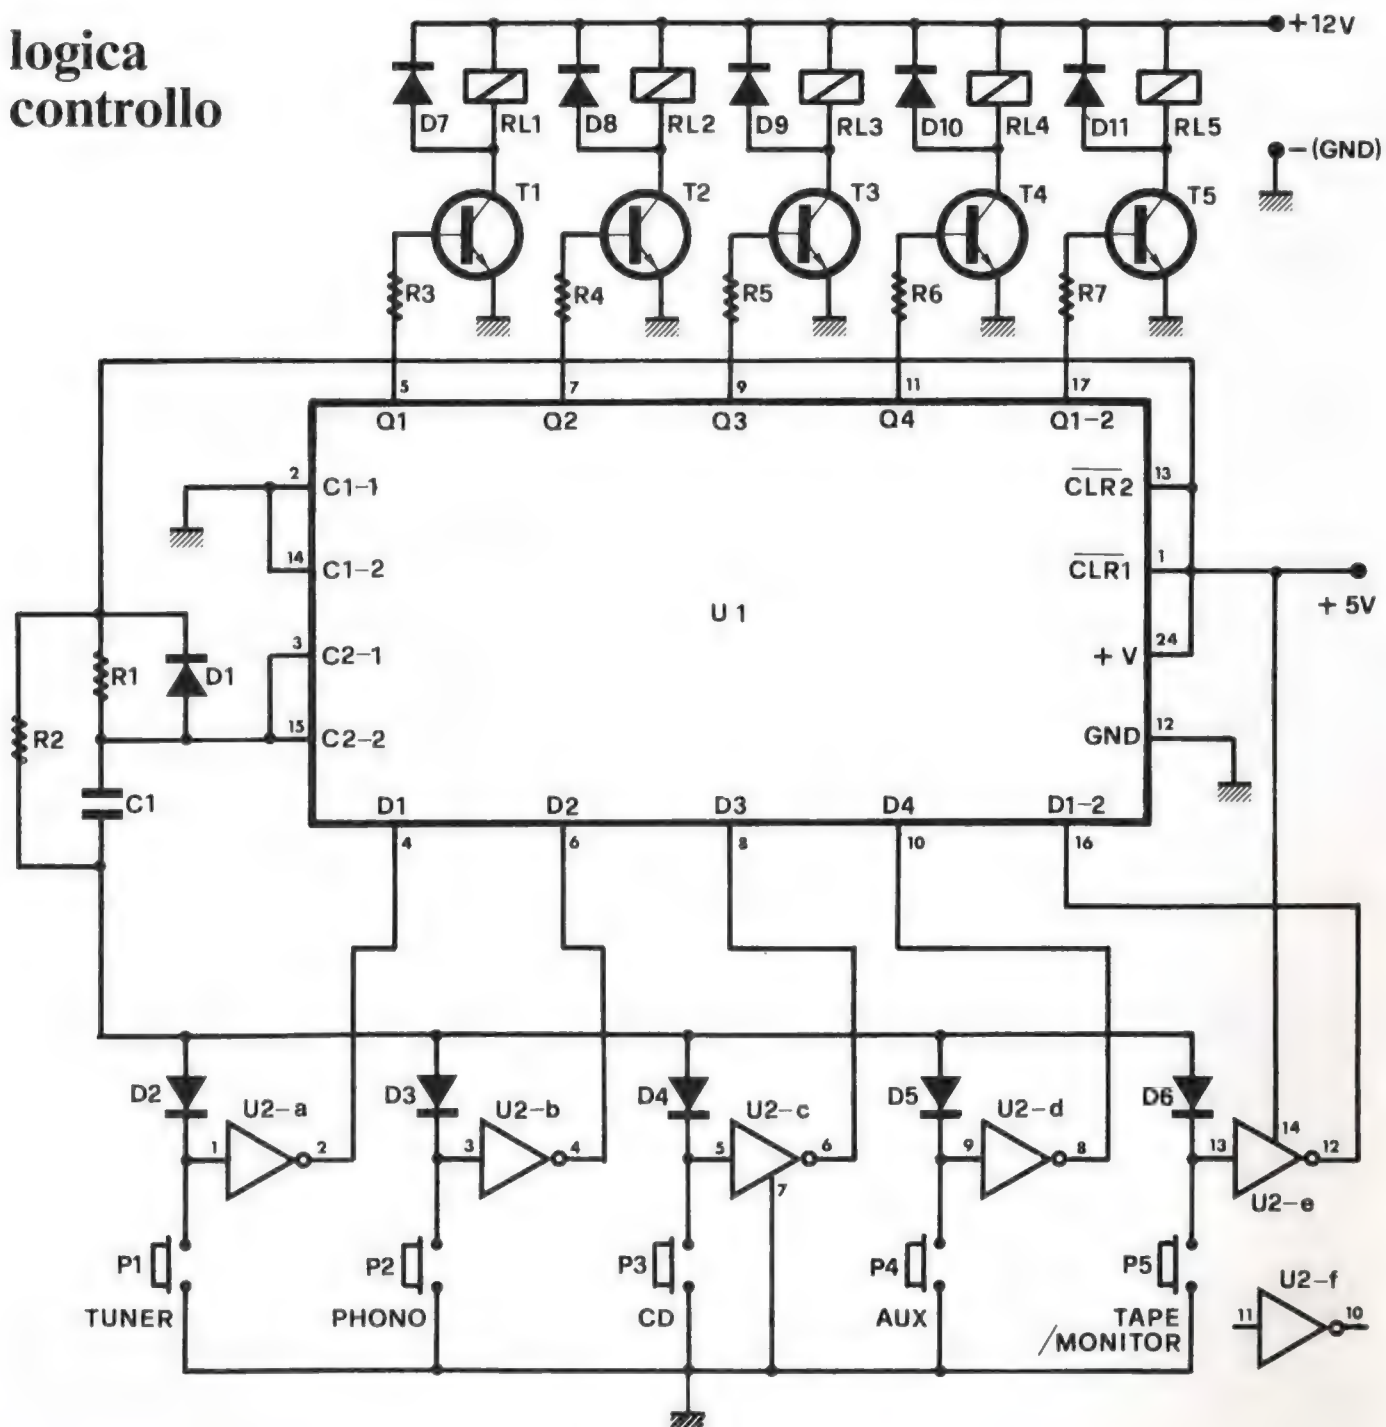 logica
controllo
+12V
D7 RL1 D8 RL2 D9 RL3 D10 RL4 D11 RL5
-(GND)
T1 T2 T3 T4 T5
R3 R4 R5 R6 R7
5 7 9 11 17
Q1 Q2 Q3 Q4 Q1-2
2 C1-1 CLR2 13
14 C1-2 CLR1 1
+ 5V
U1
3 C2-1 + V 24
R1 D1
R2
15 C2-2 GND 12
C1
D1 D2 D3 D4 D1-2
4 6 8 10 16
D2 D3 D4 D5 D6
U2-a U2-b U2-c U2-d
1 2 3 4 5 6 9 8 13 14 12
7
U2-e
P1 P2 P3 P4 P5
U2-f
11 10
TUNER PHONO CD AUX TAPE
/MONITOR